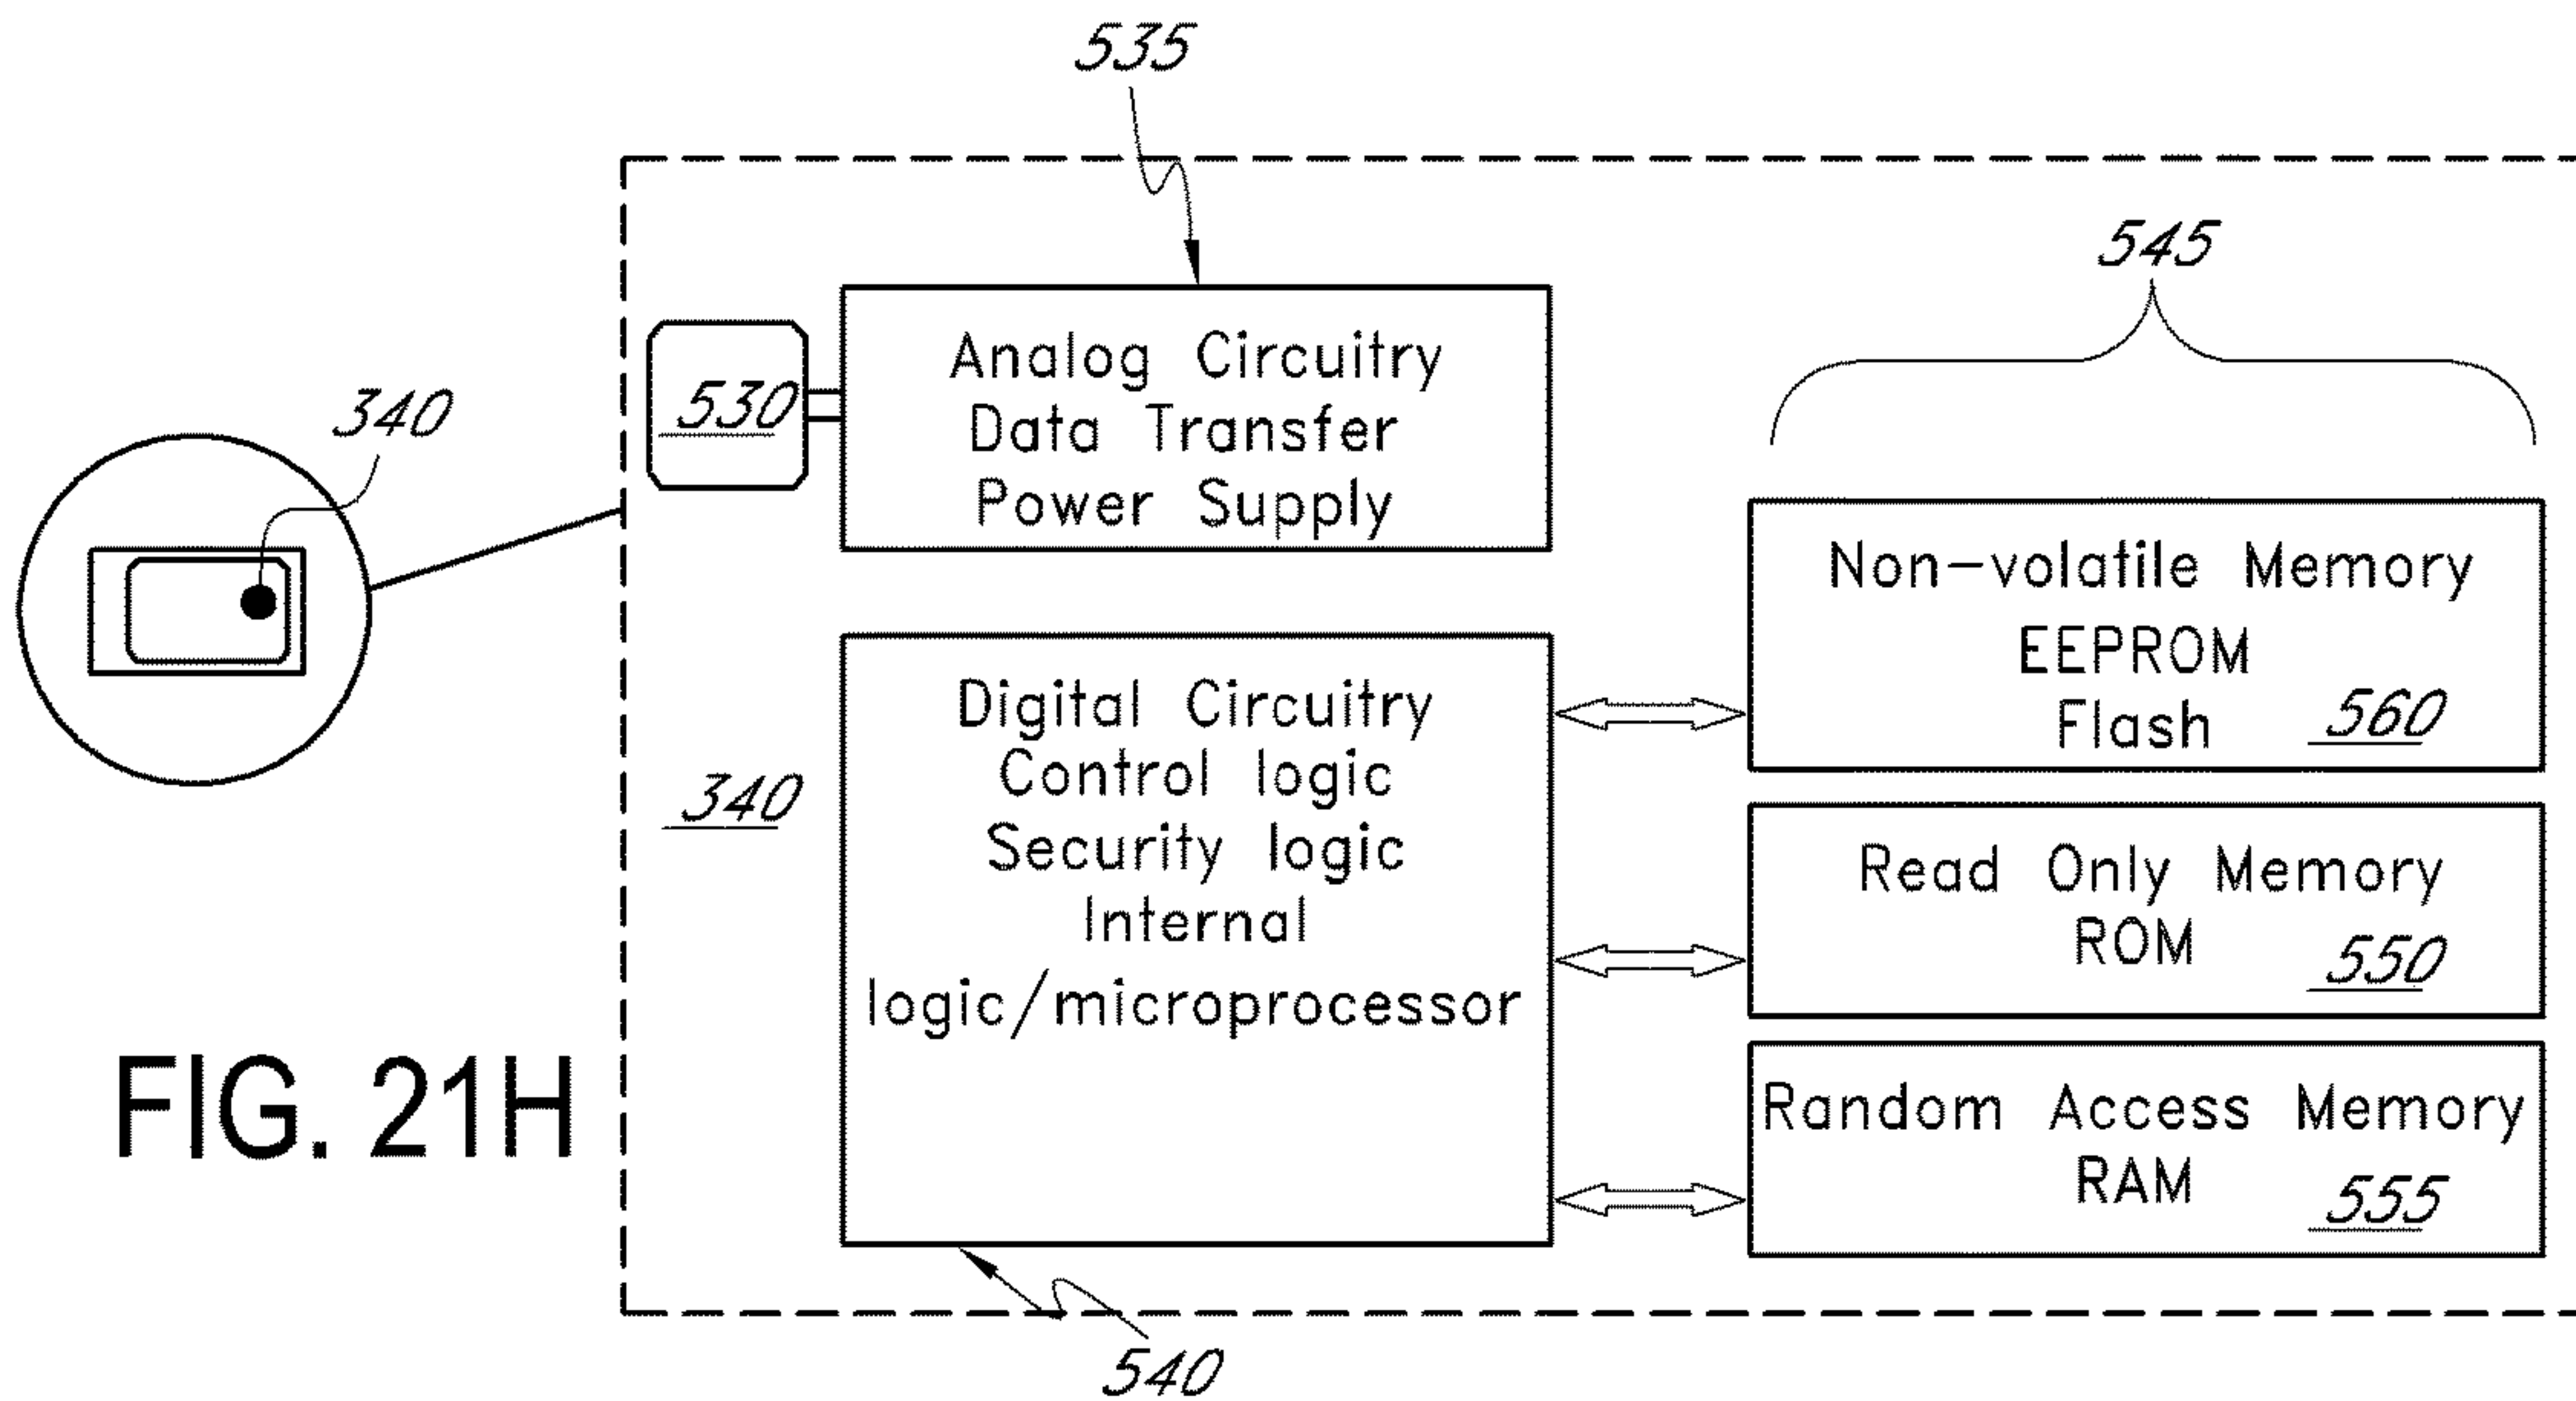 535
545
340
530
Analog Circuitry
Data Transfer
Power Supply
Non-volatile Memory
EEPROM
Flash 560
340
Digital Circuitry
Control logic
Security logic
Internal
logic/microprocessor
Read Only Memory
ROM 550
Random Access Memory
RAM 555
FIG. 21H
540